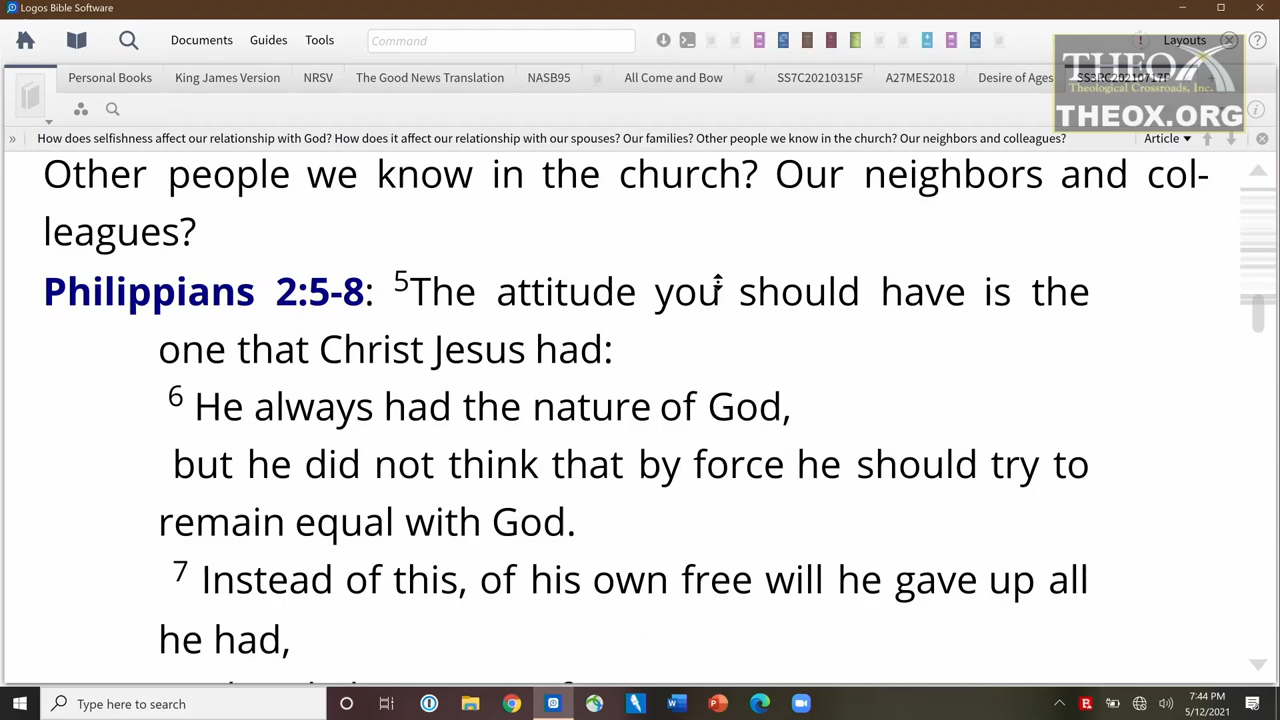 Logos Bible Software
Documents Guides Tools Command Layouts
Personal Books King James Version NRSV The Good News Translation NASB95 All Come and Bow SS7C20210315F A27MES2018 Desire of Ages SS3RC20210717P
THEOX
Theological Crossroads, Inc.
THEOX.ORG
» How does selfishness affect our relationship with God? How does it affect our relationship with our spouses? Our families? Other people we know in the church? Our neighbors and colleagues? Article
Other people we know in the church? Our neighbors and col-
leagues?
Philippians 2:5-8: 5The attitude you should have is the
one that Christ Jesus had:
6 He always had the nature of God,
but he did not think that by force he should try to
remain equal with God.
7 Instead of this, of his own free will he gave up all
he had,
Type here to search
7:44 PM
5/12/2021